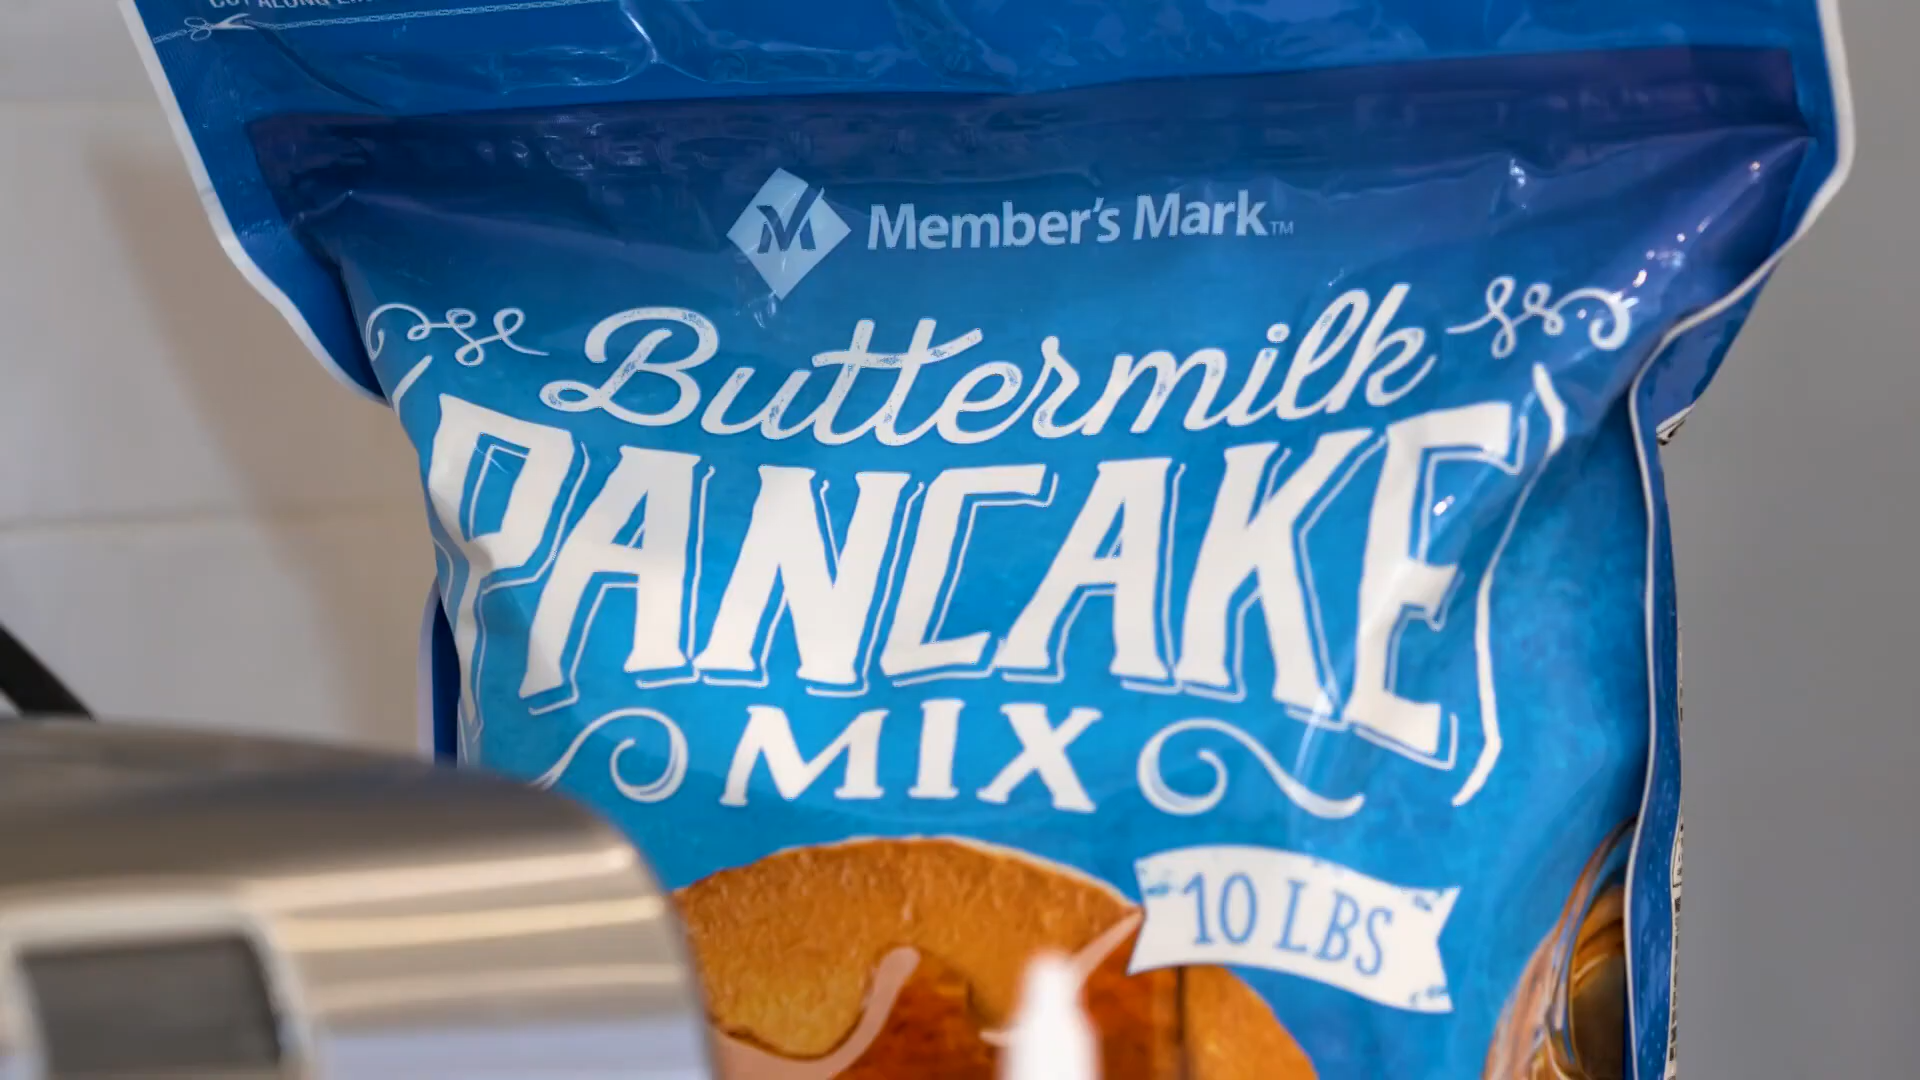 Member's Mark™
Buttermilk
PANCAKE
MIX
10 LBS